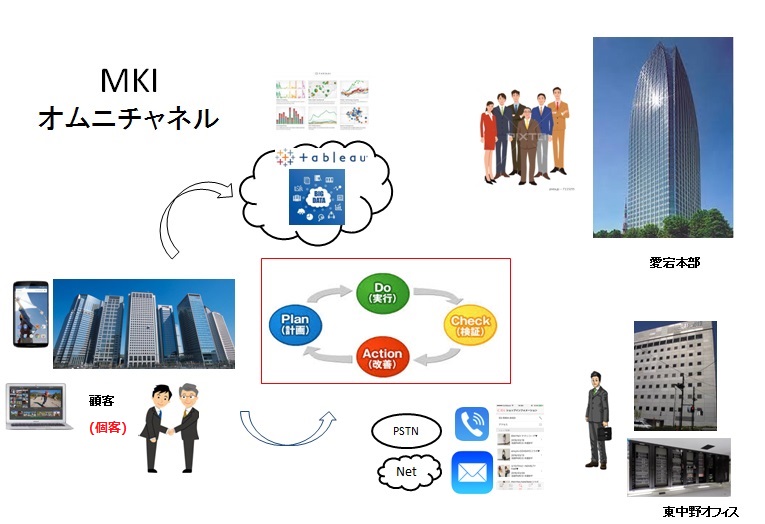 MKI
オムニチャネル
tableau
BIG
DATA
愛宕本部
Do
(実行)
Plan
(計画)
Check
(検証)
Action
(改善)
顧客
(個客)
PSTN
Net
東中野オフィス